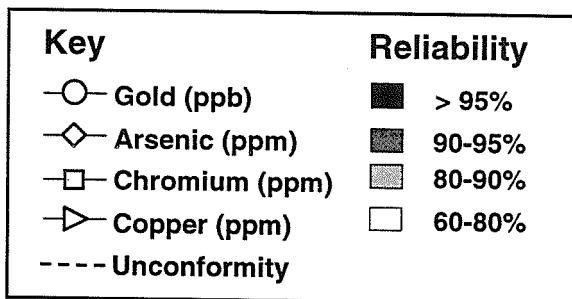 Key
Gold (ppb)
Arsenic (ppm)
Chromium (ppm)
Copper (ppm)
Unconformity
Reliability
> 95%
90-95%
80-90%
60-80%